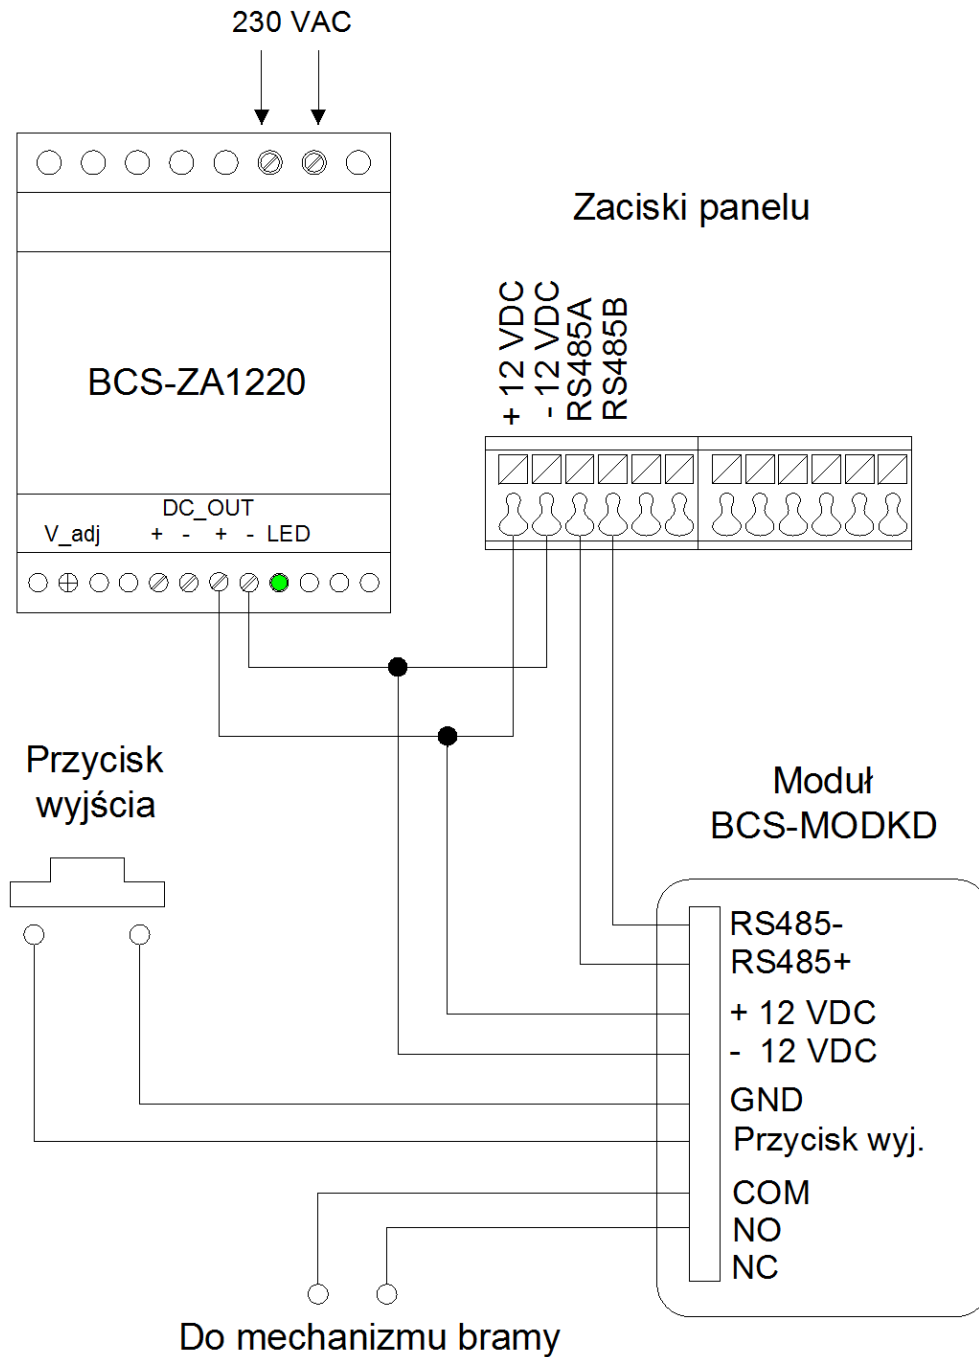 230 VAC
Zaciski panelu
+ 12 VDC
- 12 VDC
RS485A
RS485B
BCS-ZA1220
DC_OUT
V_adj + - + - LED
Przycisk
wyjścia
Moduł
BCS-MODKD
RS485-
RS485+
+ 12 VDC
- 12 VDC
GND
Przycisk wyj.
COM
NO
NC
Do mechanizmu bramy